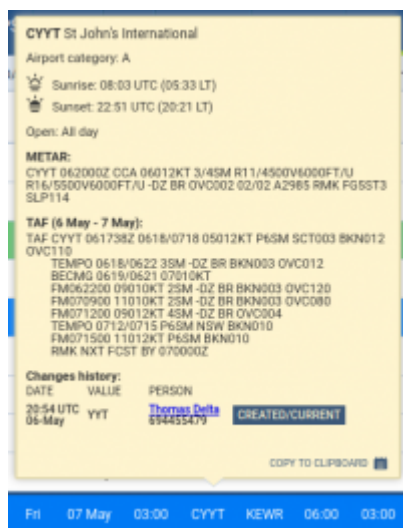 CYYT St John's International
Airport category: A
Sunrise: 08:03 UTC (05:33 LT)
Sunset: 22:51 UTC (20:21 LT)
Open: All day
METAR:
CYYT 062000Z CCA 06012KT 3/4SM R11/4500V6000FT/U
R16/5500V6000FT/U -DZ BR OVC002 02/02 A2985 RMK FG5ST3
SLP114
TAF (6 May - 7 May):
TAF CYYT 061738Z 0618/0718 05012KT P6SM SCT003 BKN012
OVC110
TEMPO 0618/0622 3SM -DZ BR BKN003 OVC012
BECMG 0619/0621 07010KT
FM062200 09010KT 2SM -DZ BR BKN003 OVC120
FM070900 11010KT 2SM -DZ BR BKN003 OVC080
FM071200 09012KT 4SM -DZ BR OVC004
TEMPO 0712/0715 P6SM NSW BKN010
FM071500 11012KT P6SM BKN010
RMK NXT FCST BY 070000Z
Changes history:
DATE VALUE PERSON
20:54 UTC 06-May YYT Thomas Delta 694455479 CREATED/CURRENT
COPY TO CLIPBOARD
Fri 07 May 03:00 CYYT KEWR 06:00 03:00